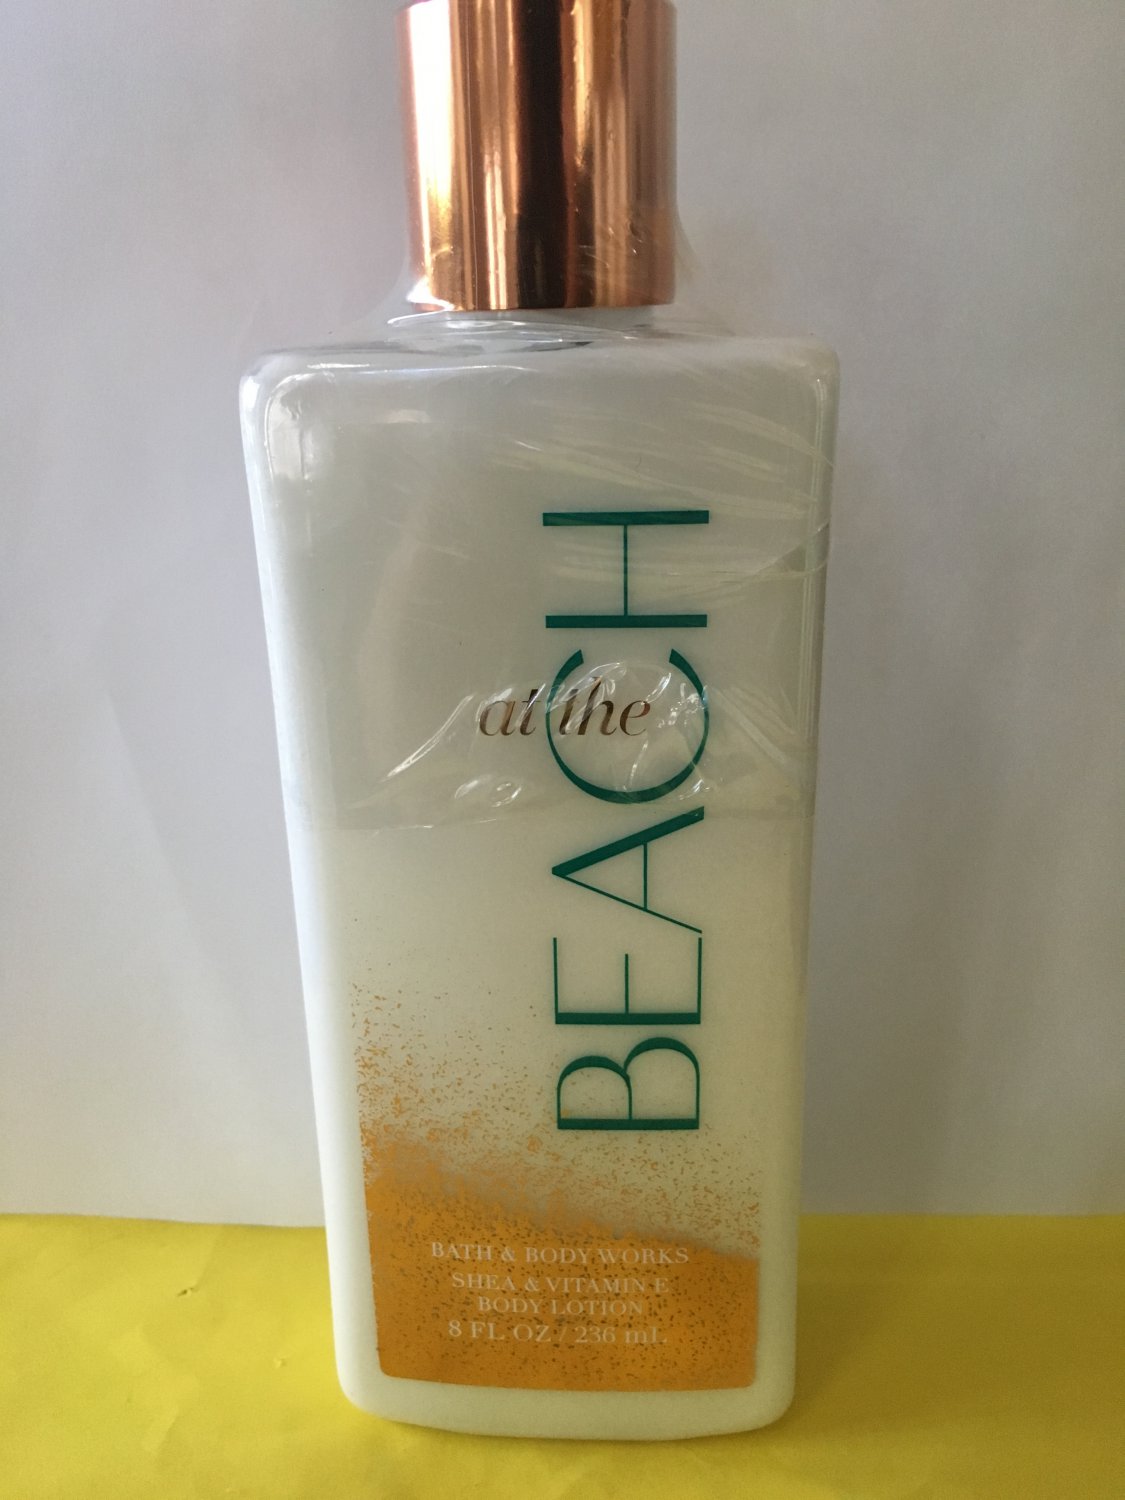 at the
BEACH
BATH & BODY WORKS
SHEA & VITAMIN E
BODY LOTION
8 FL OZ / 236 mL